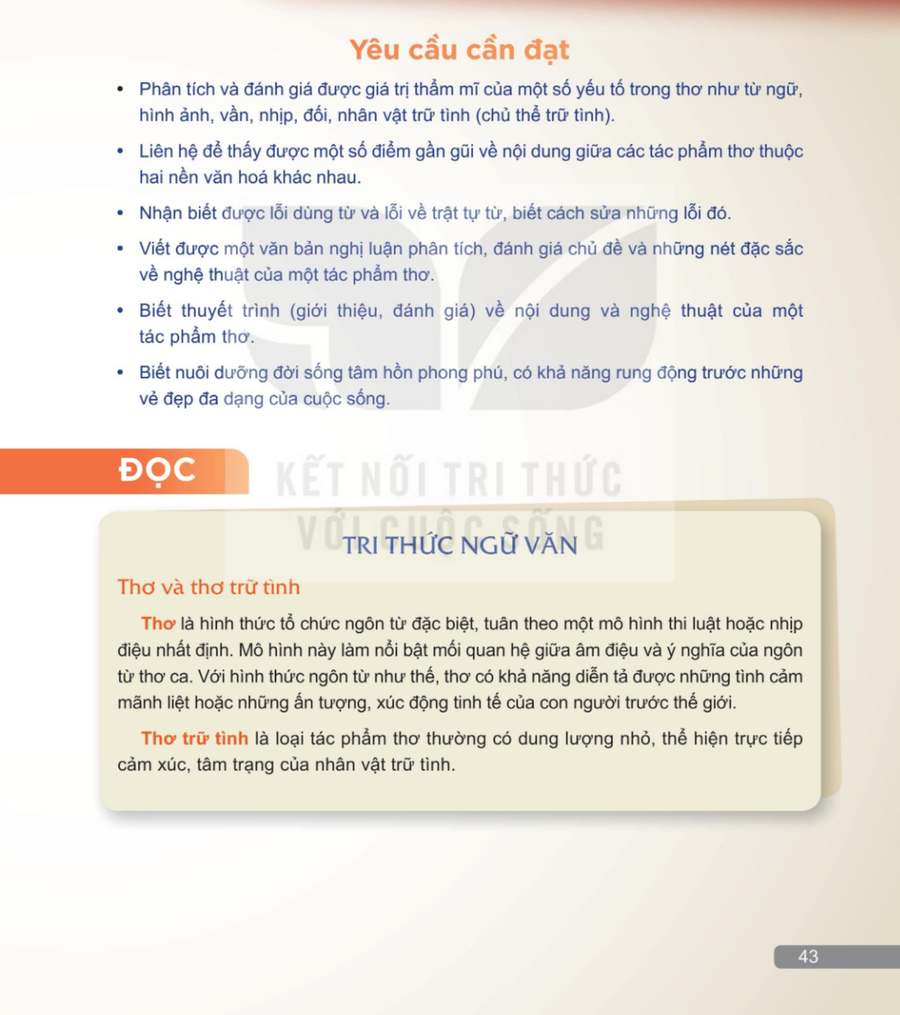 Yêu cầu cần đạt
• Phân tích và đánh giá được giá trị thẩm mĩ của một số yếu tố trong thơ như từ ngữ,
hình ảnh, vần, nhịp, đối, nhân vật trữ tình (chủ thể trữ tình).
• Liên hệ để thấy được một số điểm gần gũi về nội dung giữa các tác phẩm thơ thuộc
hai nền văn hoá khác nhau.
• Nhận biết được lỗi dùng từ và lỗi về trật tự từ, biết cách sửa những lỗi đó.
• Viết được một văn bản nghị luận phân tích, đánh giá chủ đề và những nét đặc sắc
về nghệ thuật của một tác phẩm thơ.
• Biết thuyết trình (giới thiệu, đánh giá) về nội dung và nghệ thuật của một
tác phẩm thơ.
• Biết nuôi dưỡng đời sống tâm hồn phong phú, có khả năng rung động trước những
vẻ đẹp đa dạng của cuộc sống.
ĐỌC
KẾT NỐI TRI THỨC
VỚI CUỘC SỐNG
TRI THỨC NGỮ VĂN
Thơ và thơ trữ tình
Thơ là hình thức tổ chức ngôn từ đặc biệt, tuân theo một mô hình thi luật hoặc nhịp
điệu nhất định. Mô hình này làm nổi bật mối quan hệ giữa âm điệu và ý nghĩa của ngôn
từ thơ ca. Với hình thức ngôn từ như thế, thơ có khả năng diễn tả được những tình cảm
mãnh liệt hoặc những ấn tượng, xúc động tinh tế của con người trước thế giới.
Thơ trữ tình là loại tác phẩm thơ thường có dung lượng nhỏ, thể hiện trực tiếp
cảm xúc, tâm trạng của nhân vật trữ tình.
43